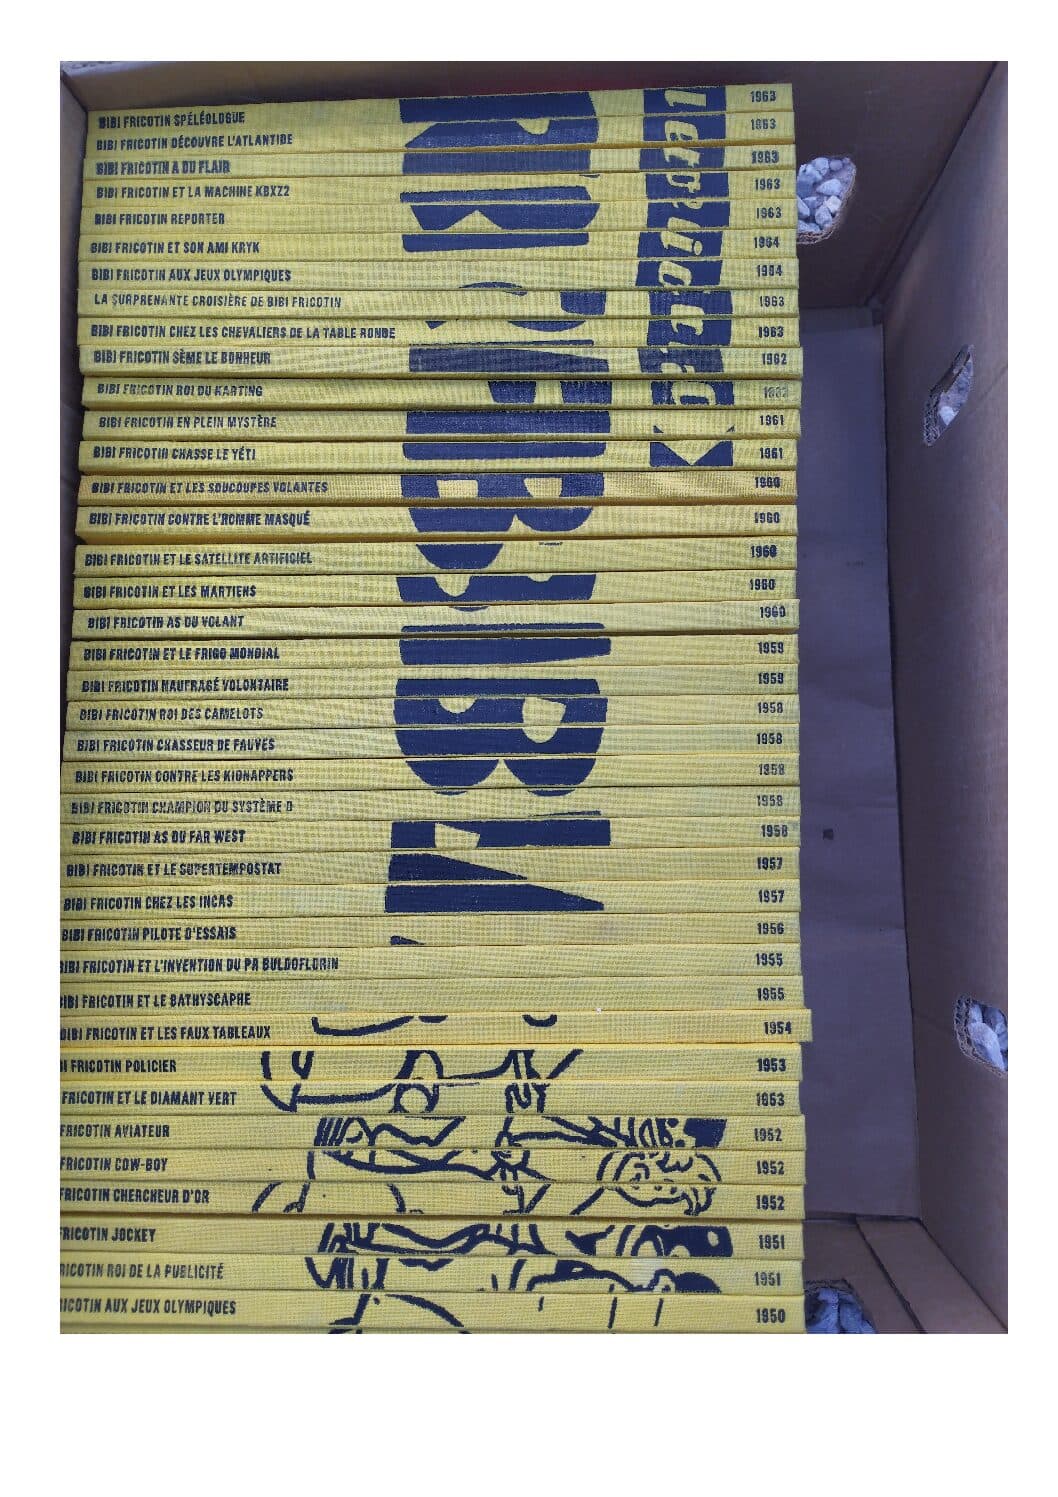 BIBI FRICOTIN SPÉLÉOLOGUE 1963
BIBI FRICOTIN DÉCOUVRE L'ATLANTIDE 1963
BIBI FRICOTIN A DU FLAIR 1963
BIBI FRICOTIN ET LA MACHINE KBXZ2 1963
BIBI FRICOTIN REPORTER 1963
BIBI FRICOTIN ET SON AMI KRYK 1964
BIBI FRICOTIN AUX JEUX OLYMPIQUES 1964
LA SURPRENANTE CROISIÈRE DE BIBI FRICOTIN 1963
BIBI FRICOTIN CHEZ LES CHEVALIERS DE LA TABLE RONDE 1963
BIBI FRICOTIN SÈME LE BONHEUR 1962
BIBI FRICOTIN ROI DU KARTING
BIBI FRICOTIN EN PLEIN MYSTÈRE 1961
BIBI FRICOTIN CHASSE LE YÉTI 1961
BIBI FRICOTIN ET LES SOUCOUPES VOLANTES 1960
BIBI FRICOTIN CONTRE L'HOMME MASQUÉ 1960
BIBI FRICOTIN ET LE SATELLITE ARTIFICIEL 1960
BIBI FRICOTIN ET LES MARTIENS 1960
BIBI FRICOTIN AS DU VOLANT 1960
BIBI FRICOTIN ET LE FRIGO MONDIAL 1959
BIBI FRICOTIN NAUFRAGÉ VOLONTAIRE 1959
BIBI FRICOTIN ROI DES CAMELOTS 1958
BIBI FRICOTIN CHASSEUR DE FAUVES 1958
BIBI FRICOTIN CONTRE LES KIDNAPPERS 1958
BIBI FRICOTIN CHAMPION DU SYSTÈME D 1958
BIBI FRICOTIN AS DU FAR WEST 1958
BIBI FRICOTIN ET LE SUPERTEMPOSTAT 1957
BIBI FRICOTIN CHEZ LES INCAS 1957
BIBI FRICOTIN PILOTE D'ESSAIS 1956
BIBI FRICOTIN ET L'INVENTION DU PR BULDOFLORIN 1955
BIBI FRICOTIN ET LE BATHYSCAPHE 1955
BIBI FRICOTIN ET LES FAUX TABLEAUX 1954
BI FRICOTIN POLICIER 1953
FRICOTIN ET LE DIAMANT VERT 1953
FRICOTIN AVIATEUR 1952
FRICOTIN COW-BOY 1952
FRICOTIN CHERCHEUR D'OR 1952
FRICOTIN JOCKEY 1951
RICOTIN ROI DE LA PUBLICITÉ 1951
ICOTIN AUX JEUX OLYMPIQUES 1950